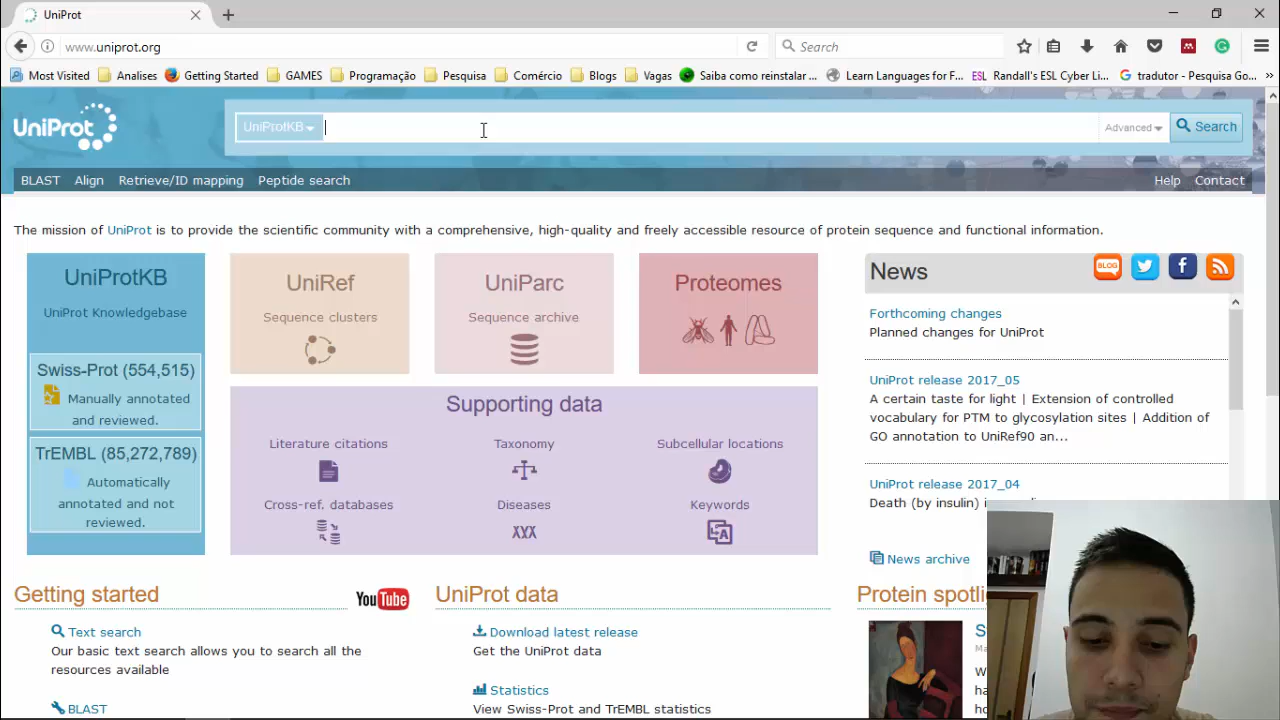 UniProt
www.uniprot.org
Search
Most Visited
Analises
Getting Started
GAMES
Programação
Pesquisa
Comércio
Blogs
Vagas
Saiba como reinstalar ...
Learn Languages for F...
ESL Randall's ESL Cyber Li...
tradutor - Pesquisa Go...
UniProt
UniProtKB
Advanced
Search
BLAST
Align
Retrieve/ID mapping
Peptide search
Help
Contact
The mission of UniProt is to provide the scientific community with a comprehensive, high-quality and freely accessible resource of protein sequence and functional information.
UniProtKB
UniProt Knowledgebase
Swiss-Prot (554,515)
Manually annotated
and reviewed.
TrEMBL (85,272,789)
Automatically
annotated and not
reviewed.
UniRef
Sequence clusters
UniParc
Sequence archive
Proteomes
Supporting data
Literature citations
Taxonomy
Subcellular locations
Cross-ref. databases
Diseases
Keywords
News
BLOG
Forthcoming changes
Planned changes for UniProt
UniProt release 2017_05
A certain taste for light | Extension of controlled
vocabulary for PTM to glycosylation sites | Addition of
GO annotation to UniRef90 an...
UniProt release 2017_04
Death (by insulin)
News archive
Getting started
YouTube
Text search
Our basic text search allows you to search all the
resources available
BLAST
UniProt data
Download latest release
Get the UniProt data
Statistics
View Swiss-Prot and TrEMBL statistics
Protein